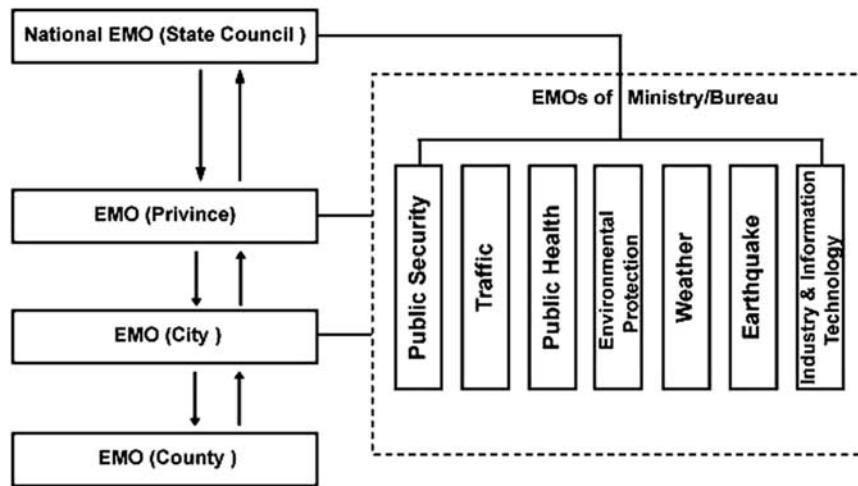 National EMO (State Council )
EMOs of Ministry/Bureau
EMO (Privince)
EMO (City )
EMO (County )
Public Security
Traffic
Public Health
Environmental
Protection
Weather
Earthquake
Industry & Information
Technology